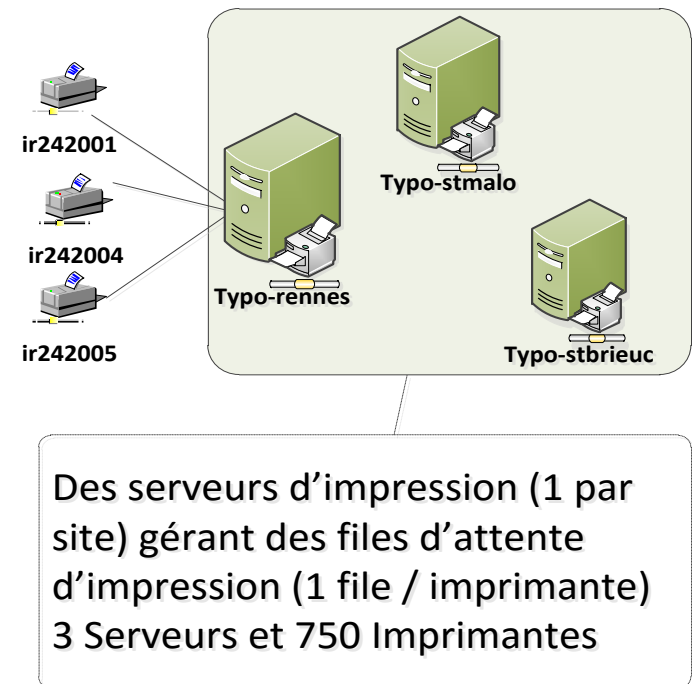 ir242001
ir242004
ir242005
Typo-stmalo
Typo-rennes
Typo-stbrieuc
Des serveurs d’impression (1 par
site) gérant des files d’attente
d’impression (1 file / imprimante)
3 Serveurs et 750 Imprimantes